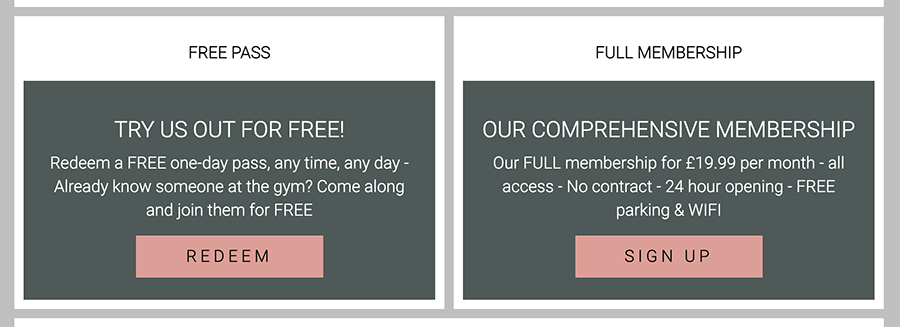 FREE PASS
TRY US OUT FOR FREE!
Redeem a FREE one-day pass, any time, any day -
Already know someone at the gym? Come along
and join them for FREE
REDEEM
FULL MEMBERSHIP
OUR COMPREHENSIVE MEMBERSHIP
Our FULL membership for £19.99 per month - all
access - No contract - 24 hour opening - FREE
parking & WIFI
SIGN UP